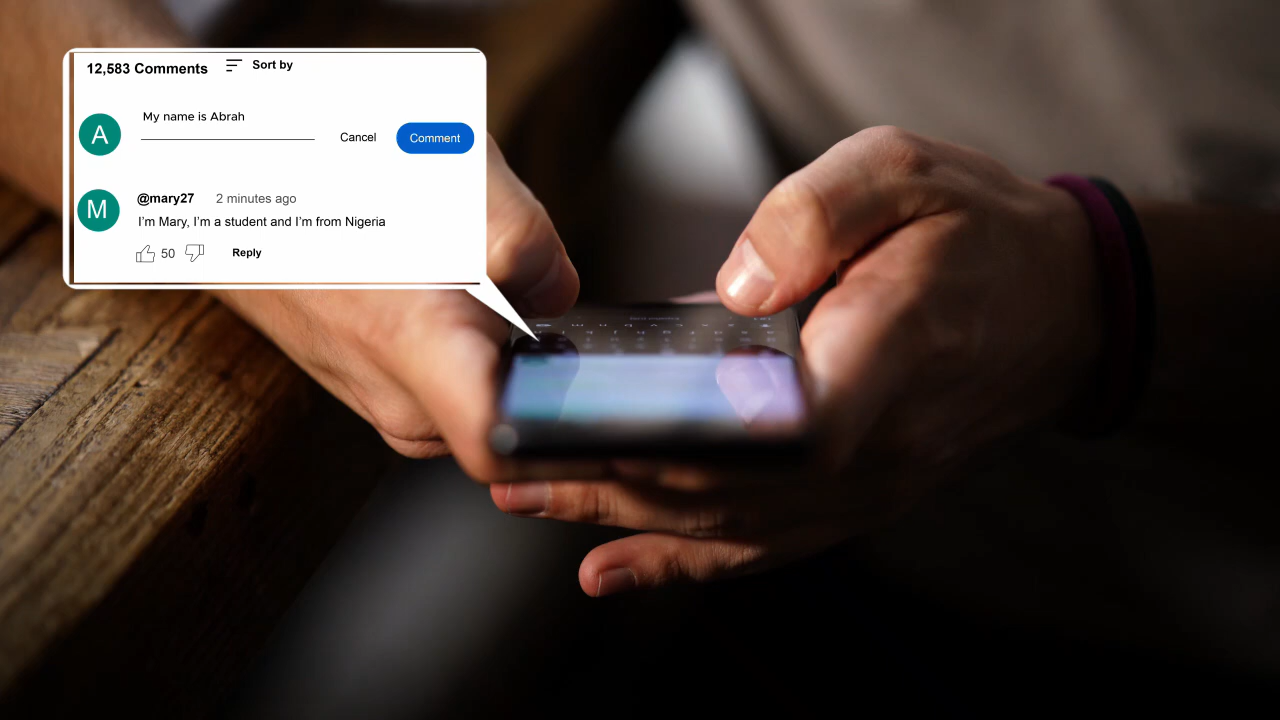 12,583 Comments Sort by
My name is Abrah
A
Cancel Comment
M
@mary27 2 minutes ago
I’m Mary, I’m a student and I’m from Nigeria
50 Reply